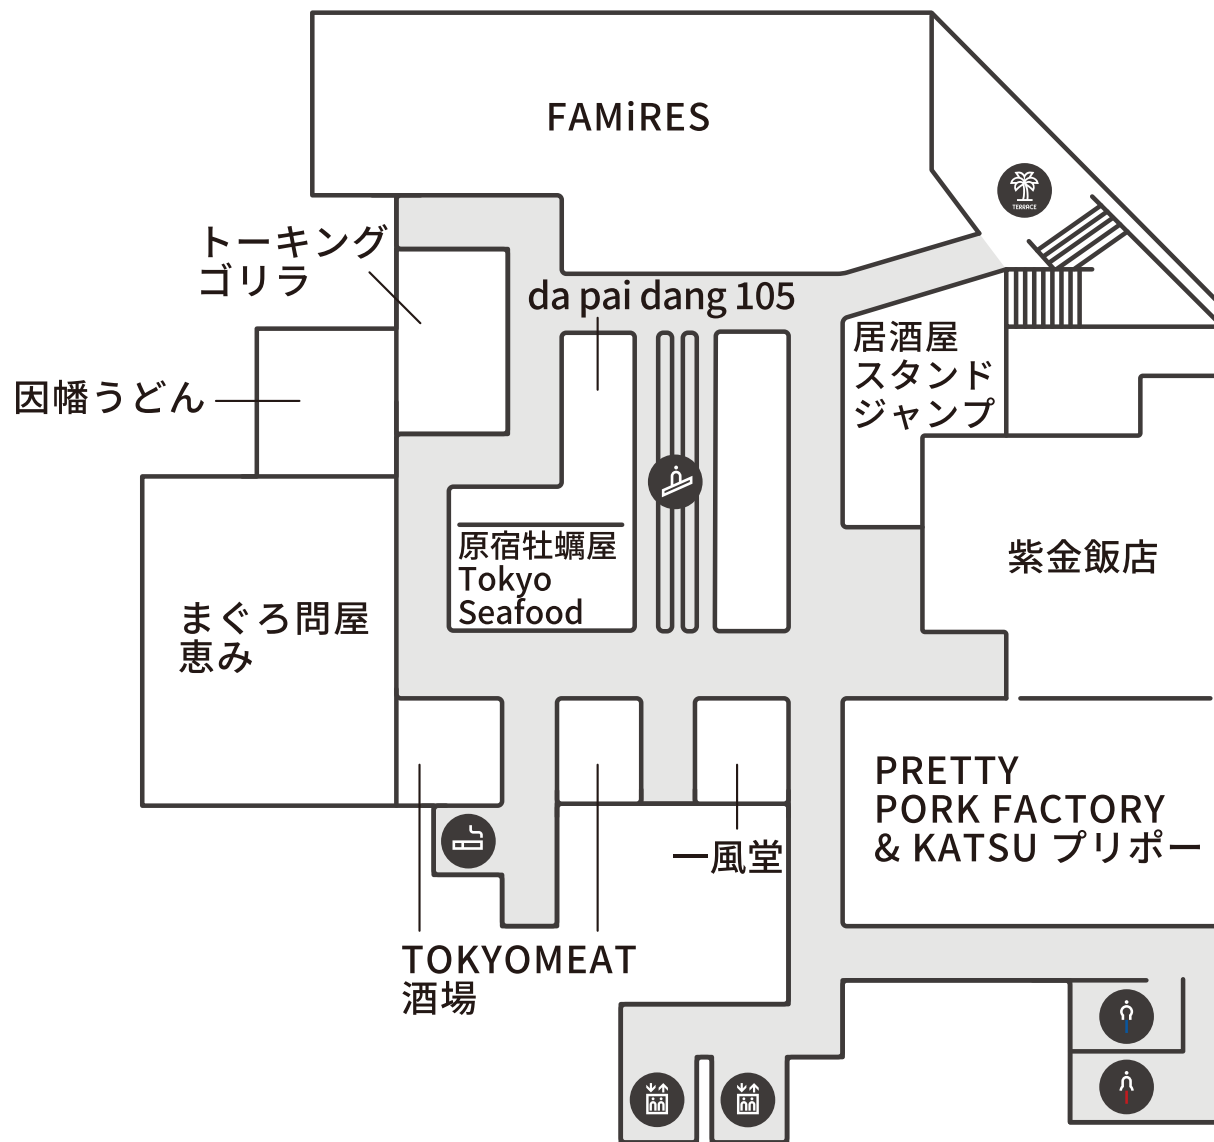 FAMiRES
TERRACE
トーキング
ゴリラ
da pai dang 105
居酒屋
スタンド
ジャンプ
因幡うどん
原宿牡蠣屋
Tokyo
Seafood
紫金飯店
まぐろ問屋
恵み
PRETTY
PORK FACTORY
& KATSU プリポー
一風堂
TOKYOMEAT
酒場